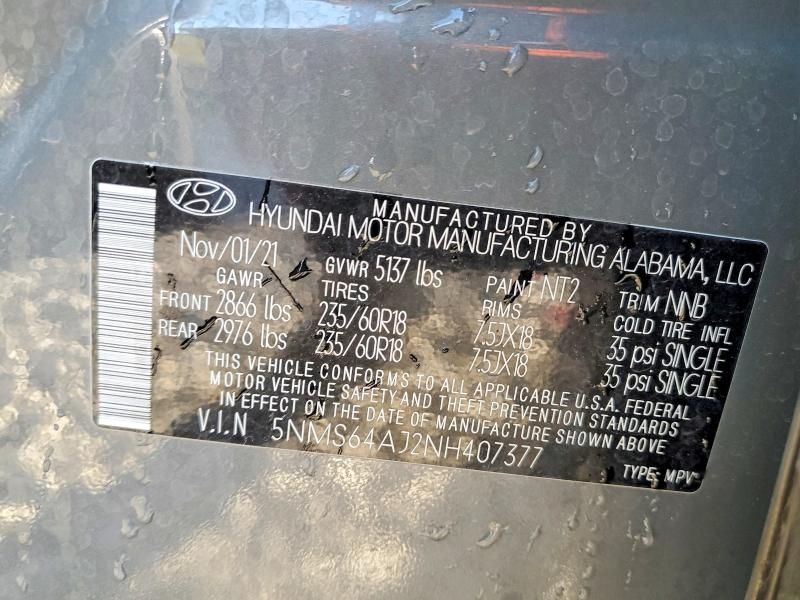 MANUFACTURED BY
HYUNDAI MOTOR MANUFACTURING ALABAMA, LLC
Nov/01/21 GVWR 5137 lbs PAINT NT2 TRIM NNB
GAWR TIRES RIMS COLD TIRE INFL
FRONT 2866 lbs 235/60R18 7.5JX18 35 psi SINGLE
REAR 2976 lbs 235/60R18 7.5JX18 35 psi SINGLE
THIS VEHICLE CONFORMS TO ALL APPLICABLE U.S.A. FEDERAL
MOTOR VEHICLE SAFETY AND THEFT PREVENTION STANDARDS
IN EFFECT ON THE DATE OF MANUFACTURE SHOWN ABOVE
V.I.N 5NMS64AJ2NH407377
TYPE: MPV